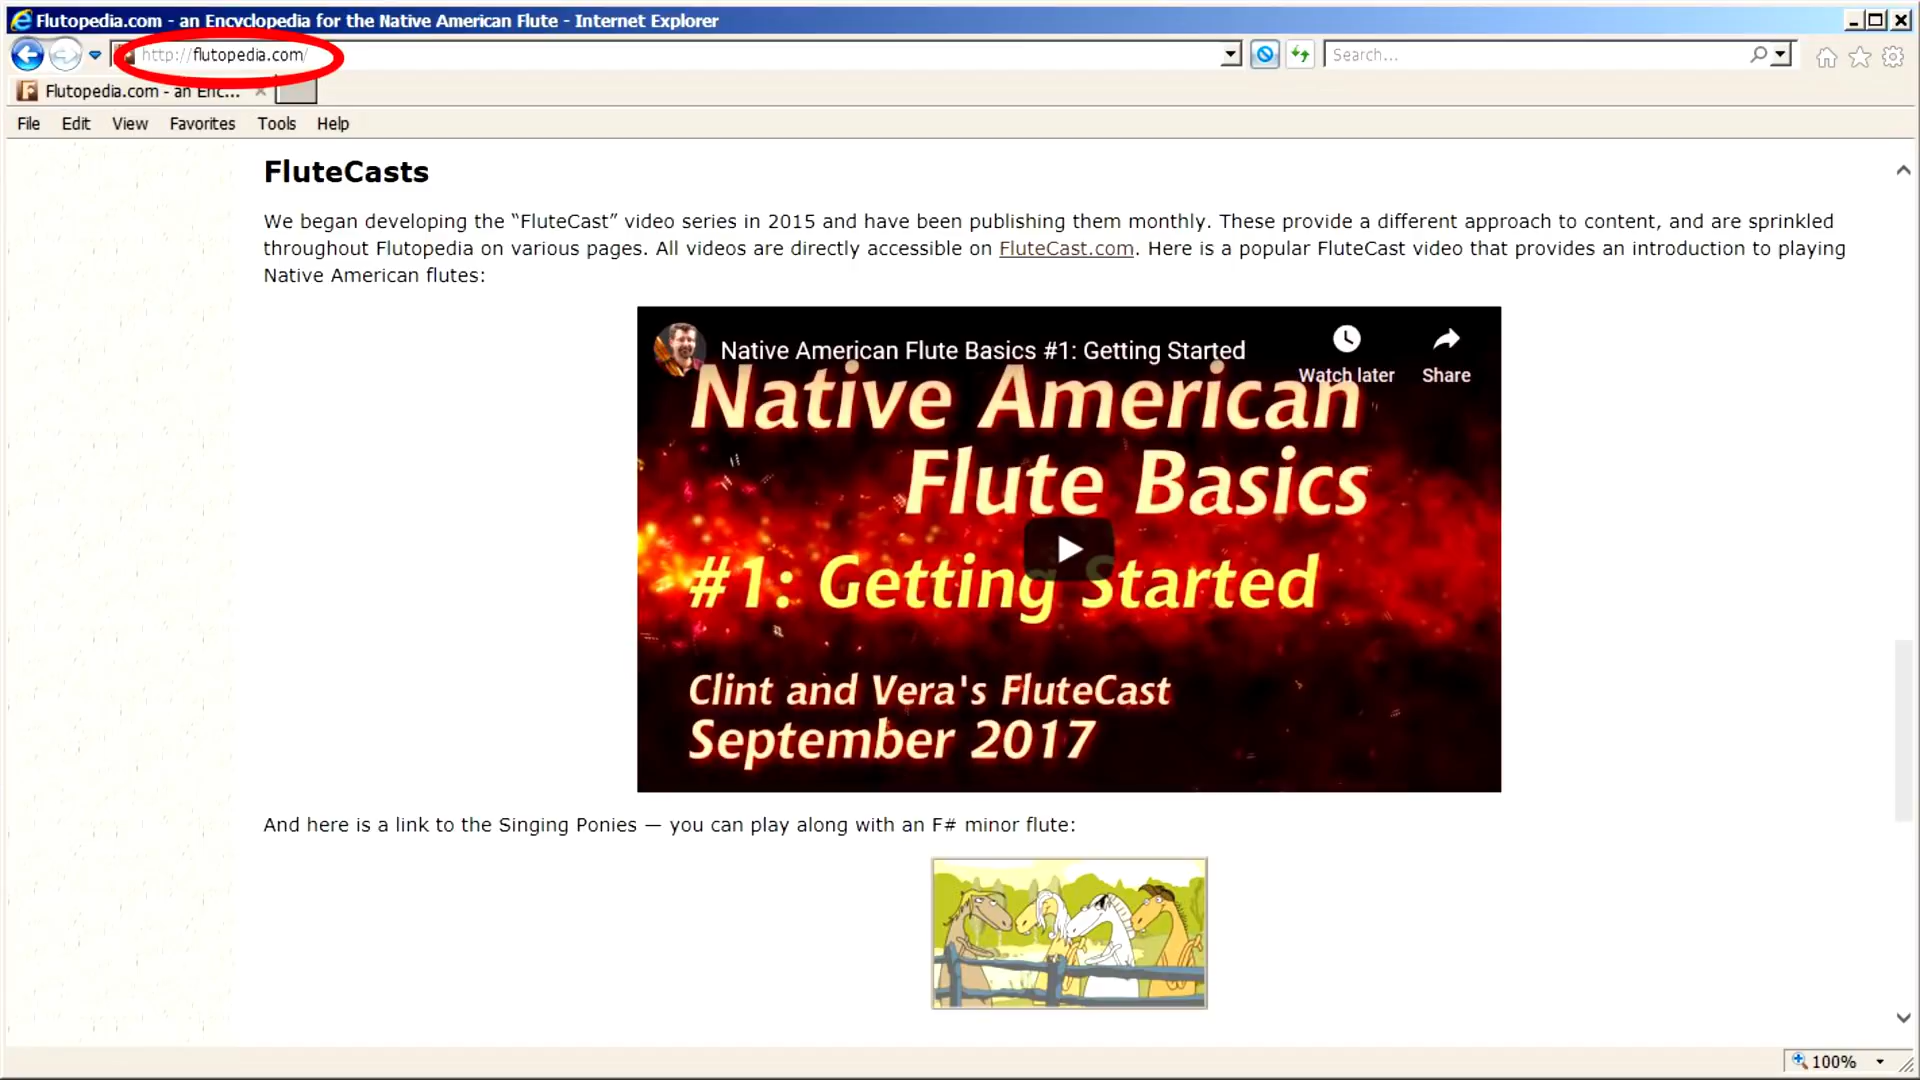 Flutopedia.com - an Encyclopedia for the Native American Flute - Internet Explorer
http://flutopedia.com/
Search...
Flutopedia.com - an Enc...
File Edit View Favorites Tools Help
FluteCasts
We began developing the “FluteCast” video series in 2015 and have been publishing them monthly. These provide a different approach to content, and are sprinkled
throughout Flutopedia on various pages. All videos are directly accessible on FluteCast.com. Here is a popular FluteCast video that provides an introduction to playing
Native American flutes:
Native American Flute Basics #1: Getting Started
Watch later Share
Native American
Flute Basics
#1: Getting Started
Clint and Vera's FluteCast
September 2017
And here is a link to the Singing Ponies — you can play along with an F# minor flute:
100%